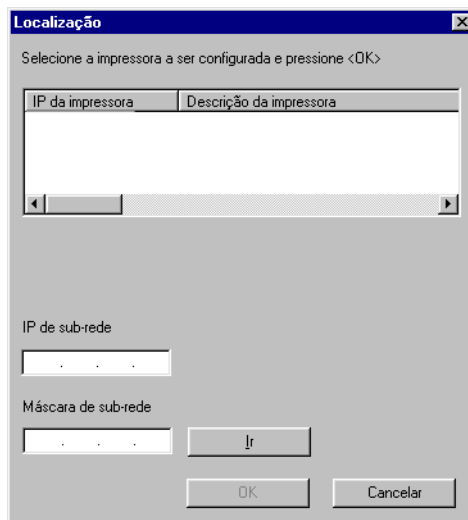 Localização
Selecione a impressora a ser configurada e pressione <OK>
IP da impressora Descrição da impressora
IP de sub-rede
. . .
Máscara de sub-rede
. . . Ir
OK Cancelar